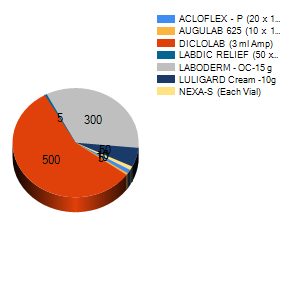 ACLOFLEX - P (20 x 1...
AUGULAB 625 (10 x 1...
DICLOLAB (3 ml Amp)
LABDIC RELIEF (50 x...
LABODERM - OC-15 g
LULIGARD Cream -10g
NEXA-S (Each Vial)
5
300
50
500